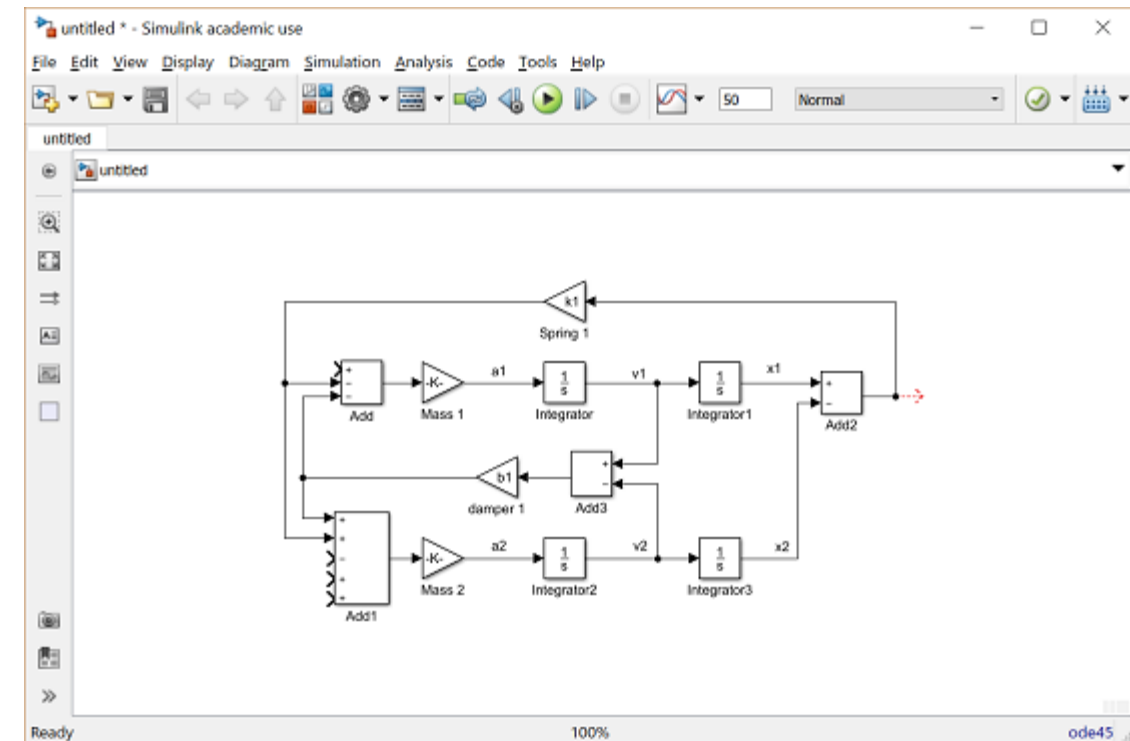 untitled * - Simulink academic use
File Edit View Display Diagram Simulation Analysis Code Tools Help
50 Normal
untitled
untitled
k1
Spring 1
+
−
−
Add
-K-
Mass 1
a1
1
s
Integrator
v1
1
s
Integrator1
x1
+
−
Add2
b1
damper 1
+
−
Add3
+
+
−
+
+
Add1
-K-
Mass 2
a2
1
s
Integrator2
v2
1
s
Integrator3
x2
Ready 100% ode45